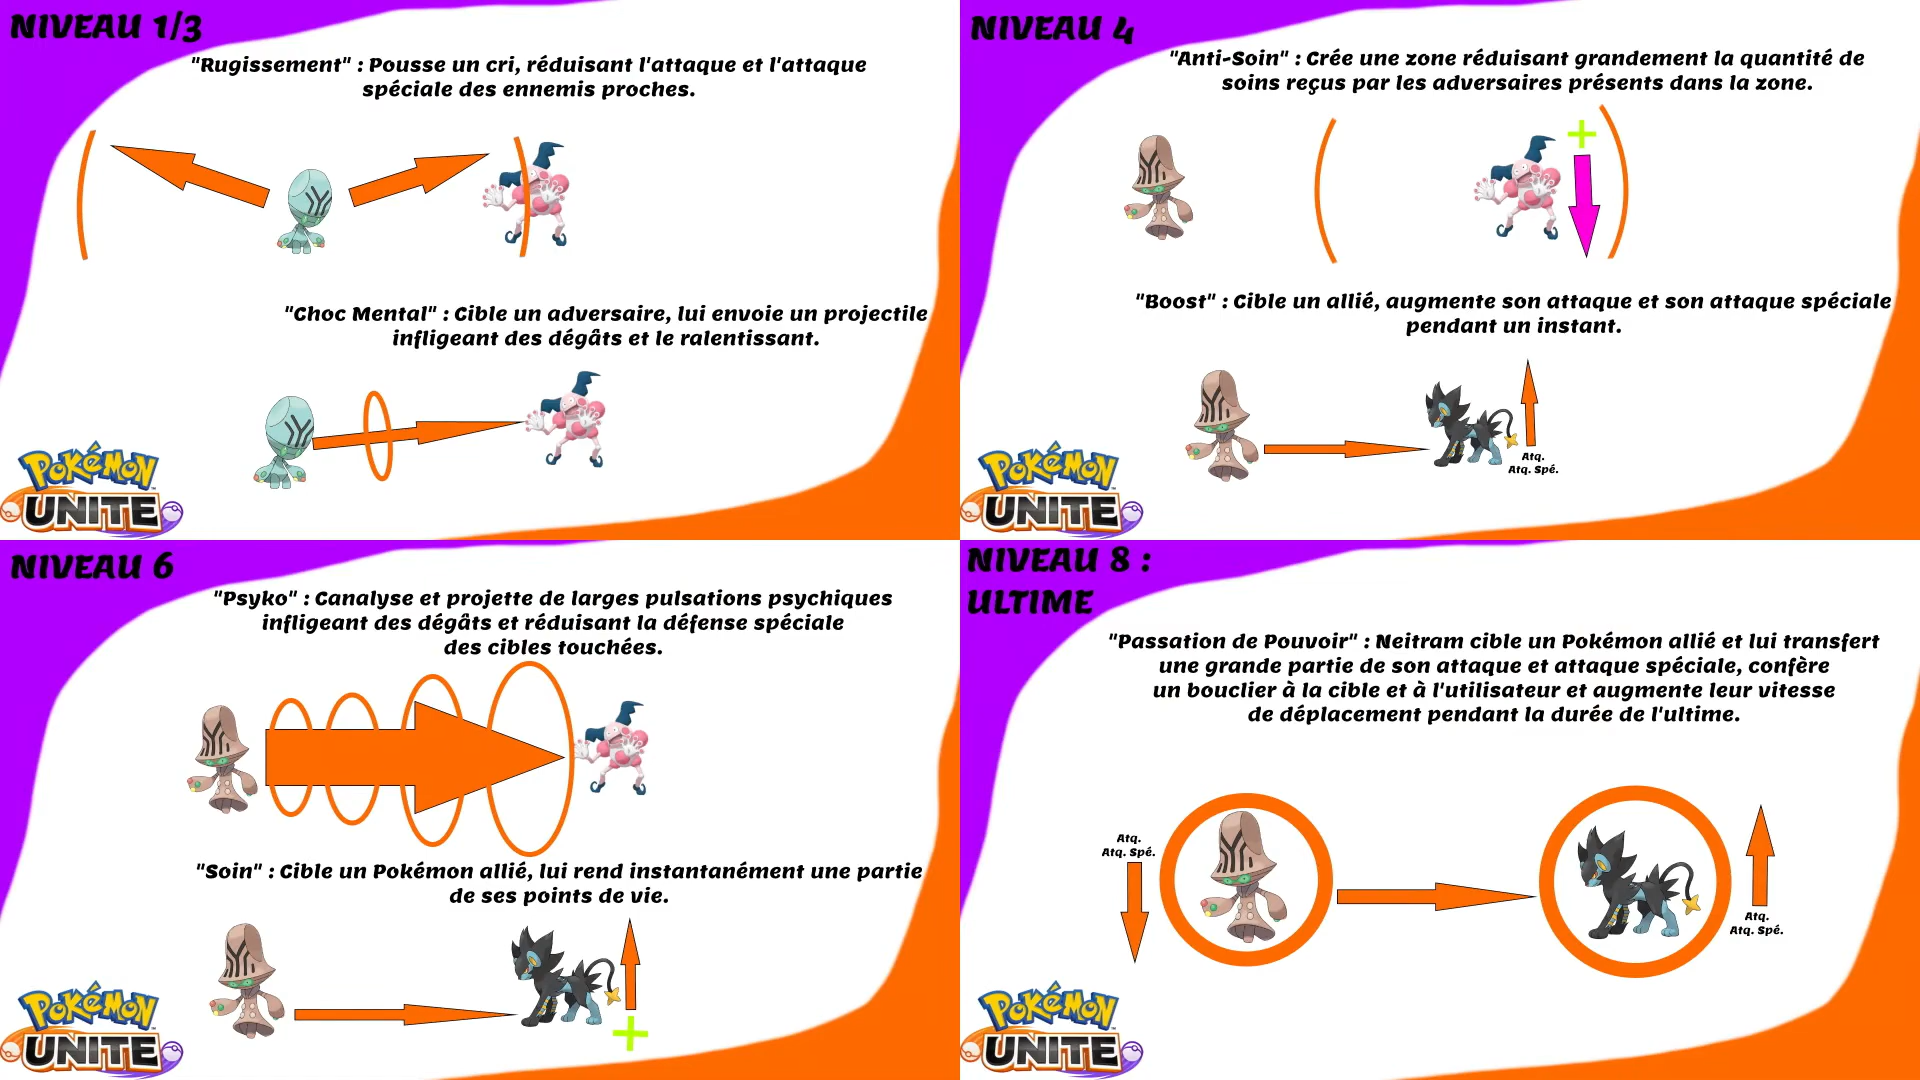 NIVEAU 1/3
"Rugissement" : Pousse un cri, réduisant l'attaque et l'attaque
spéciale des ennemis proches.
"Choc Mental" : Cible un adversaire, lui envoie un projectile
infligeant des dégâts et le ralentissant.
POKÉMON
UNITE
NIVEAU 4
"Anti-Soin" : Crée une zone réduisant grandement la quantité de
soins reçus par les adversaires présents dans la zone.
"Boost" : Cible un allié, augmente son attaque et son attaque spéciale
pendant un instant.
Atq.
Atq. Spé.
POKÉMON
UNITE
NIVEAU 6
"Psyko" : Canalyse et projette de larges pulsations psychiques
infligeant des dégâts et réduisant la défense spéciale
des cibles touchées.
"Soin" : Cible un Pokémon allié, lui rend instantanément une partie
de ses points de vie.
POKÉMON
UNITE
NIVEAU 8 :
ULTIME
"Passation de Pouvoir" : Neitram cible un Pokémon allié et lui transfert
une grande partie de son attaque et attaque spéciale, confère
un bouclier à la cible et à l'utilisateur et augmente leur vitesse
de déplacement pendant la durée de l'ultime.
Atq.
Atq. Spé.
Atq.
Atq. Spé.
POKÉMON
UNITE